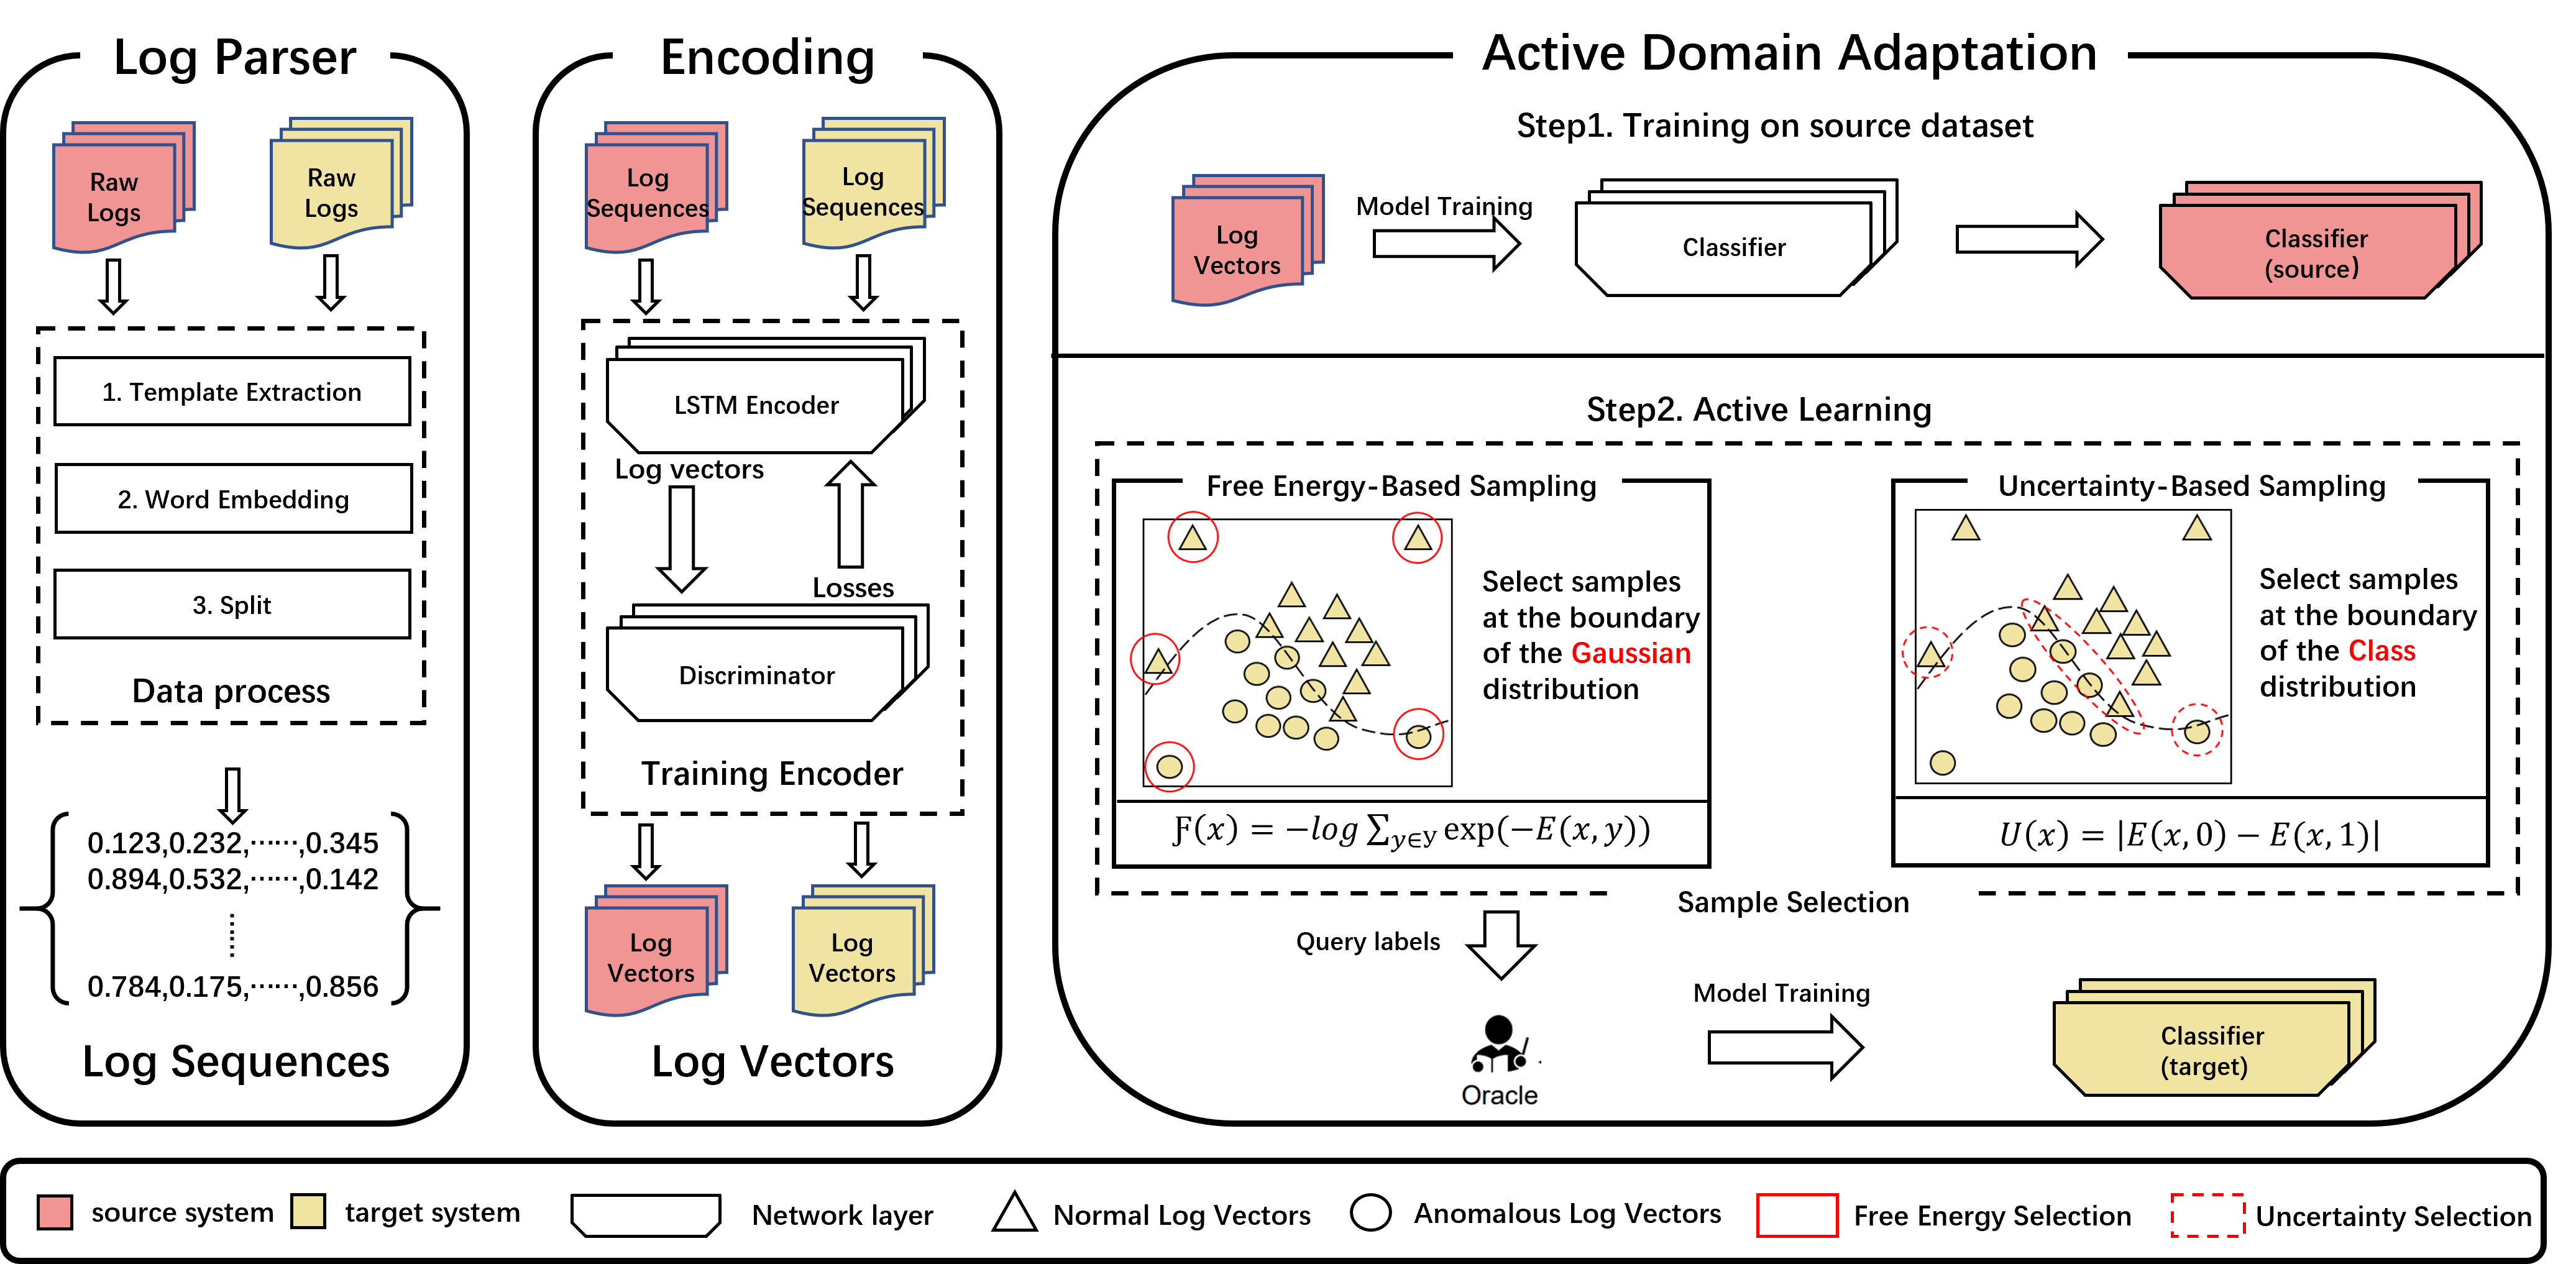 Log Parser
Raw
Logs
Raw
Logs
1. Template Extraction
2. Word Embedding
3. Split
Data process
0.123,0.232,······,0.345
0.894,0.532,······,0.142
0.784,0.175,······,0.856
Log Sequences
Encoding
Log
Sequences
Log
Sequences
LSTM Encoder
Log vectors
Losses
Discriminator
Training Encoder
Log
Vectors
Log
Vectors
Log Vectors
Active Domain Adaptation
Step1. Training on source dataset
Log
Vectors
Model Training
Classifier
Classifier
(source)
Step2. Active Learning
Free Energy-Based Sampling
Select samples
at the boundary
of the Gaussian
distribution
Ƒ(x) = −log ∑y∈y exp(−E(x, y))
Uncertainty-Based Sampling
Select samples
at the boundary
of the Class
distribution
U(x) = |E(x, 0) − E(x, 1)|
Sample Selection
Query labels
Oracle
Model Training
Classifier
(target)
source system
target system
Network layer
Normal Log Vectors
Anomalous Log Vectors
Free Energy Selection
Uncertainty Selection